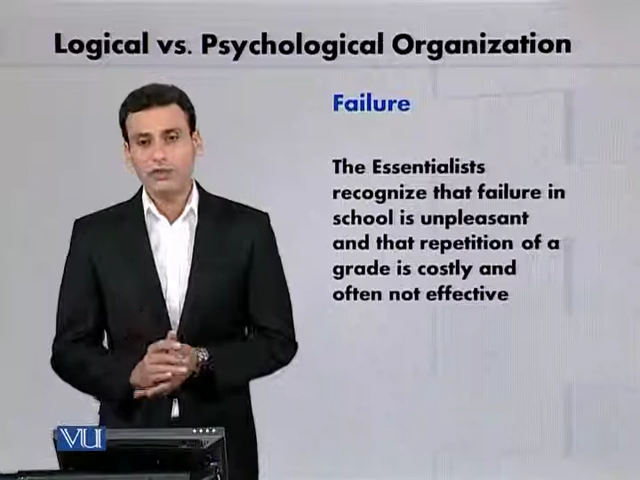 Logical vs. Psychological Organization
Failure
The Essentialists
recognize that failure in
school is unpleasant
and that repetition of a
grade is costly and
often not effective
VU